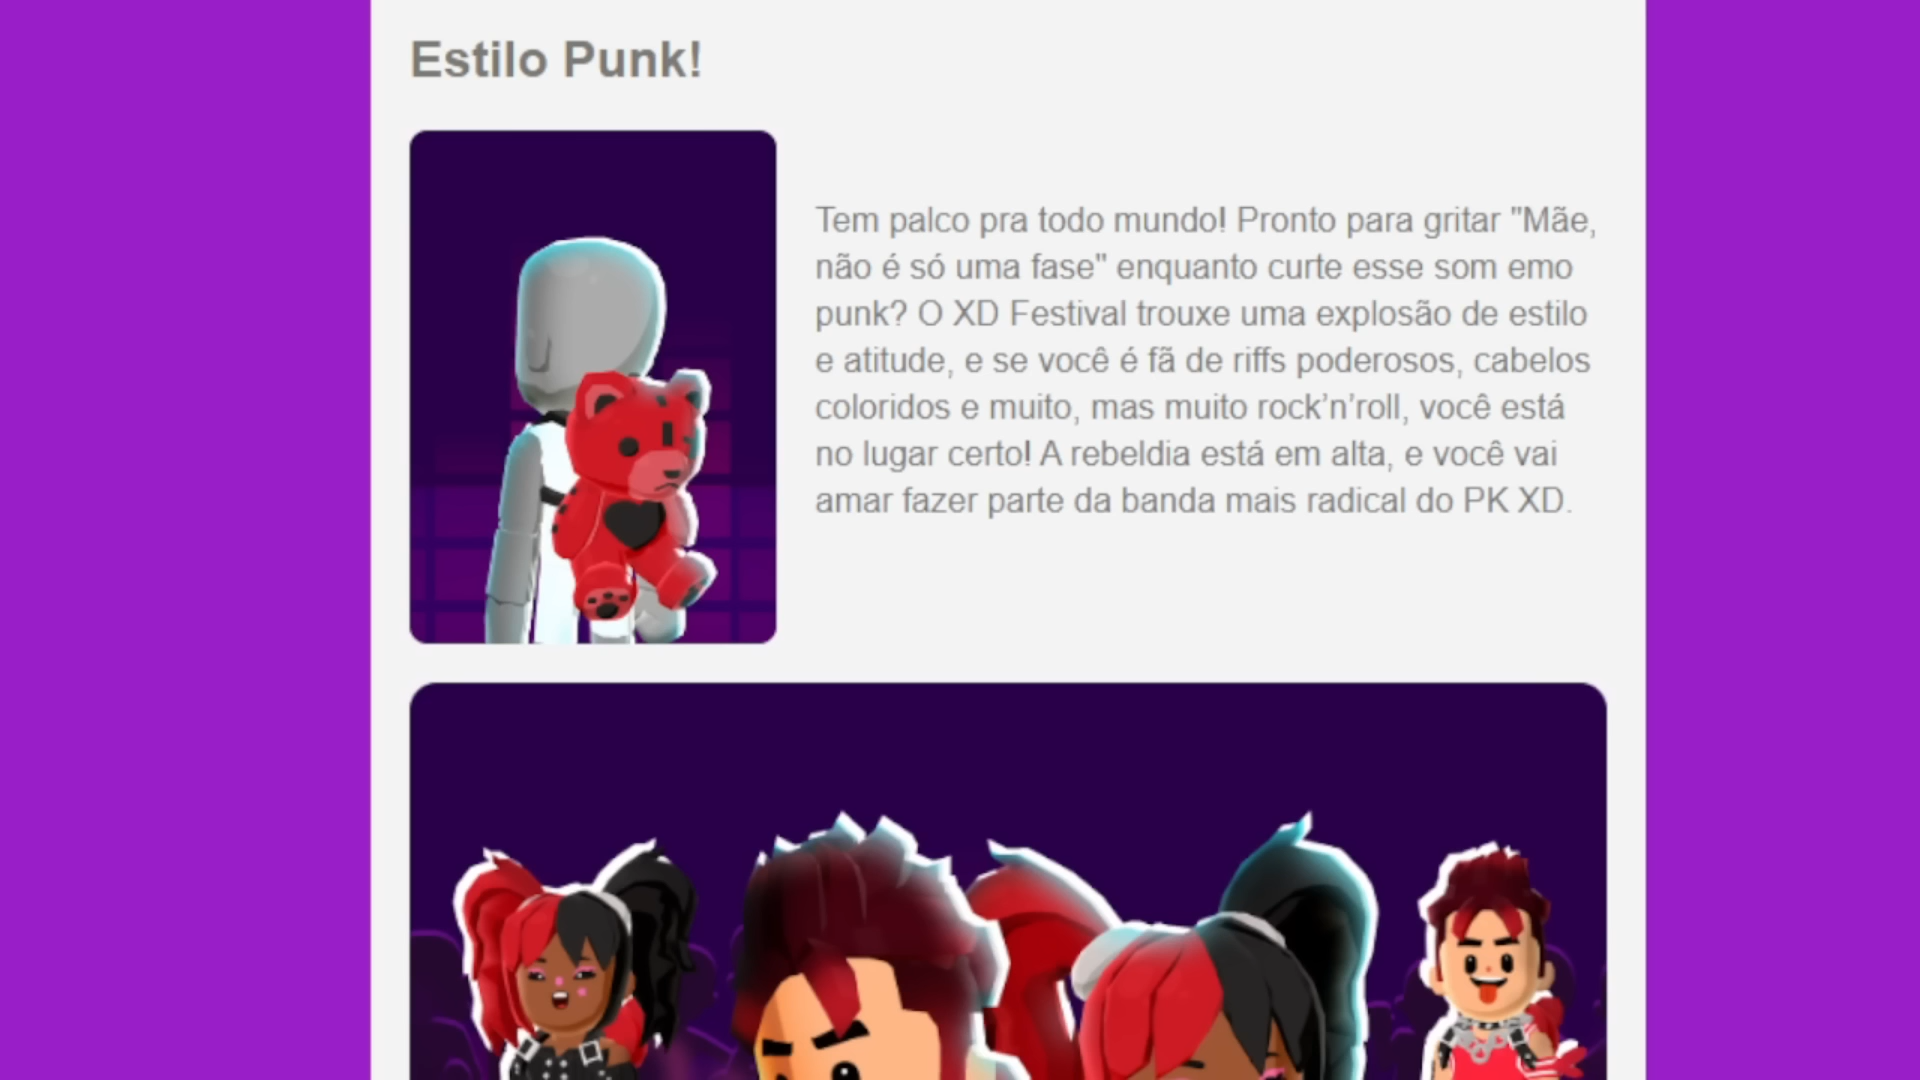 Estilo Punk!
Tem palco pra todo mundo! Pronto para gritar "Mãe,
não é só uma fase" enquanto curte esse som emo
punk? O XD Festival trouxe uma explosão de estilo
e atitude, e se você é fã de riffs poderosos, cabelos
coloridos e muito, mas muito rock’n’roll, você está
no lugar certo! A rebeldia está em alta, e você vai
amar fazer parte da banda mais radical do PK XD.